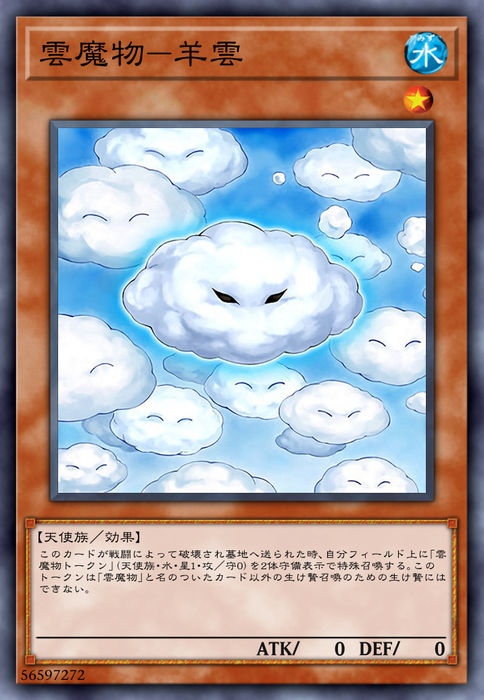 雲魔物－羊雲
みず
水
【天使族／効果】
このカードが戦闘によって破壊され墓地へ送られた時、自分フィールド上に「雲
魔物トークン」(天使族・水・星1・攻／守0)を2体守備表示で特殊召喚する。この
トークンは「雲魔物」と名のついたカード以外の生け贄召喚のための生け贄には
できない。
ATK/ 0 DEF/ 0
56597272